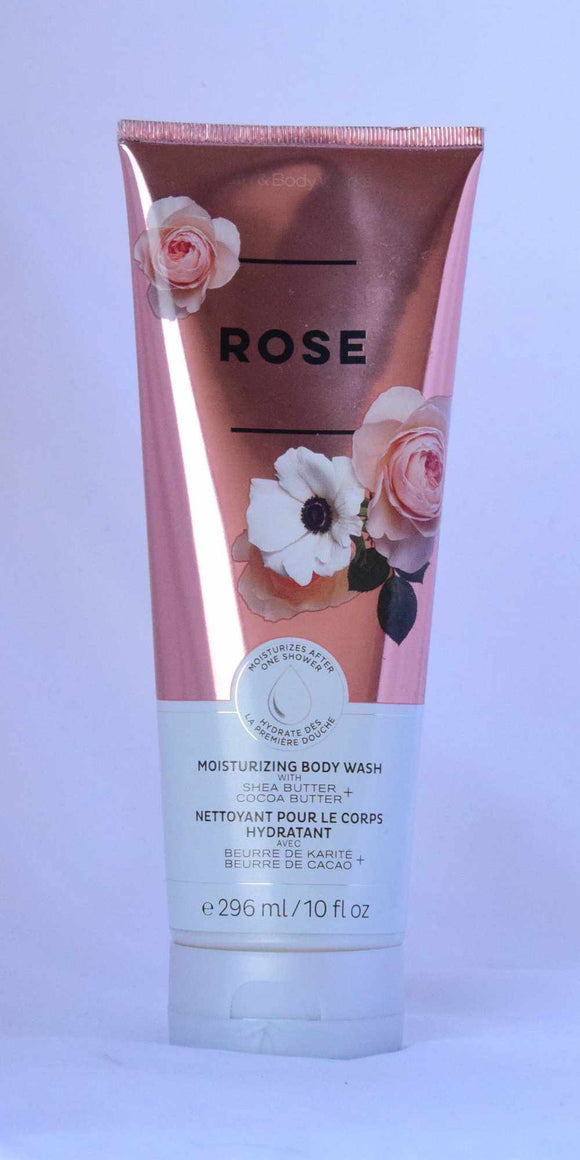 & Body
ROSE
MOISTURIZES AFTER
ONE SHOWER
HYDRATE DÈS
LA PREMIÈRE DOUCHE
MOISTURIZING BODY WASH
WITH
SHEA BUTTER +
COCOA BUTTER
NETTOYANT POUR LE CORPS
HYDRATANT
AVEC
BEURRE DE KARITÉ +
BEURRE DE CACAO
e 296 ml/10 fl oz